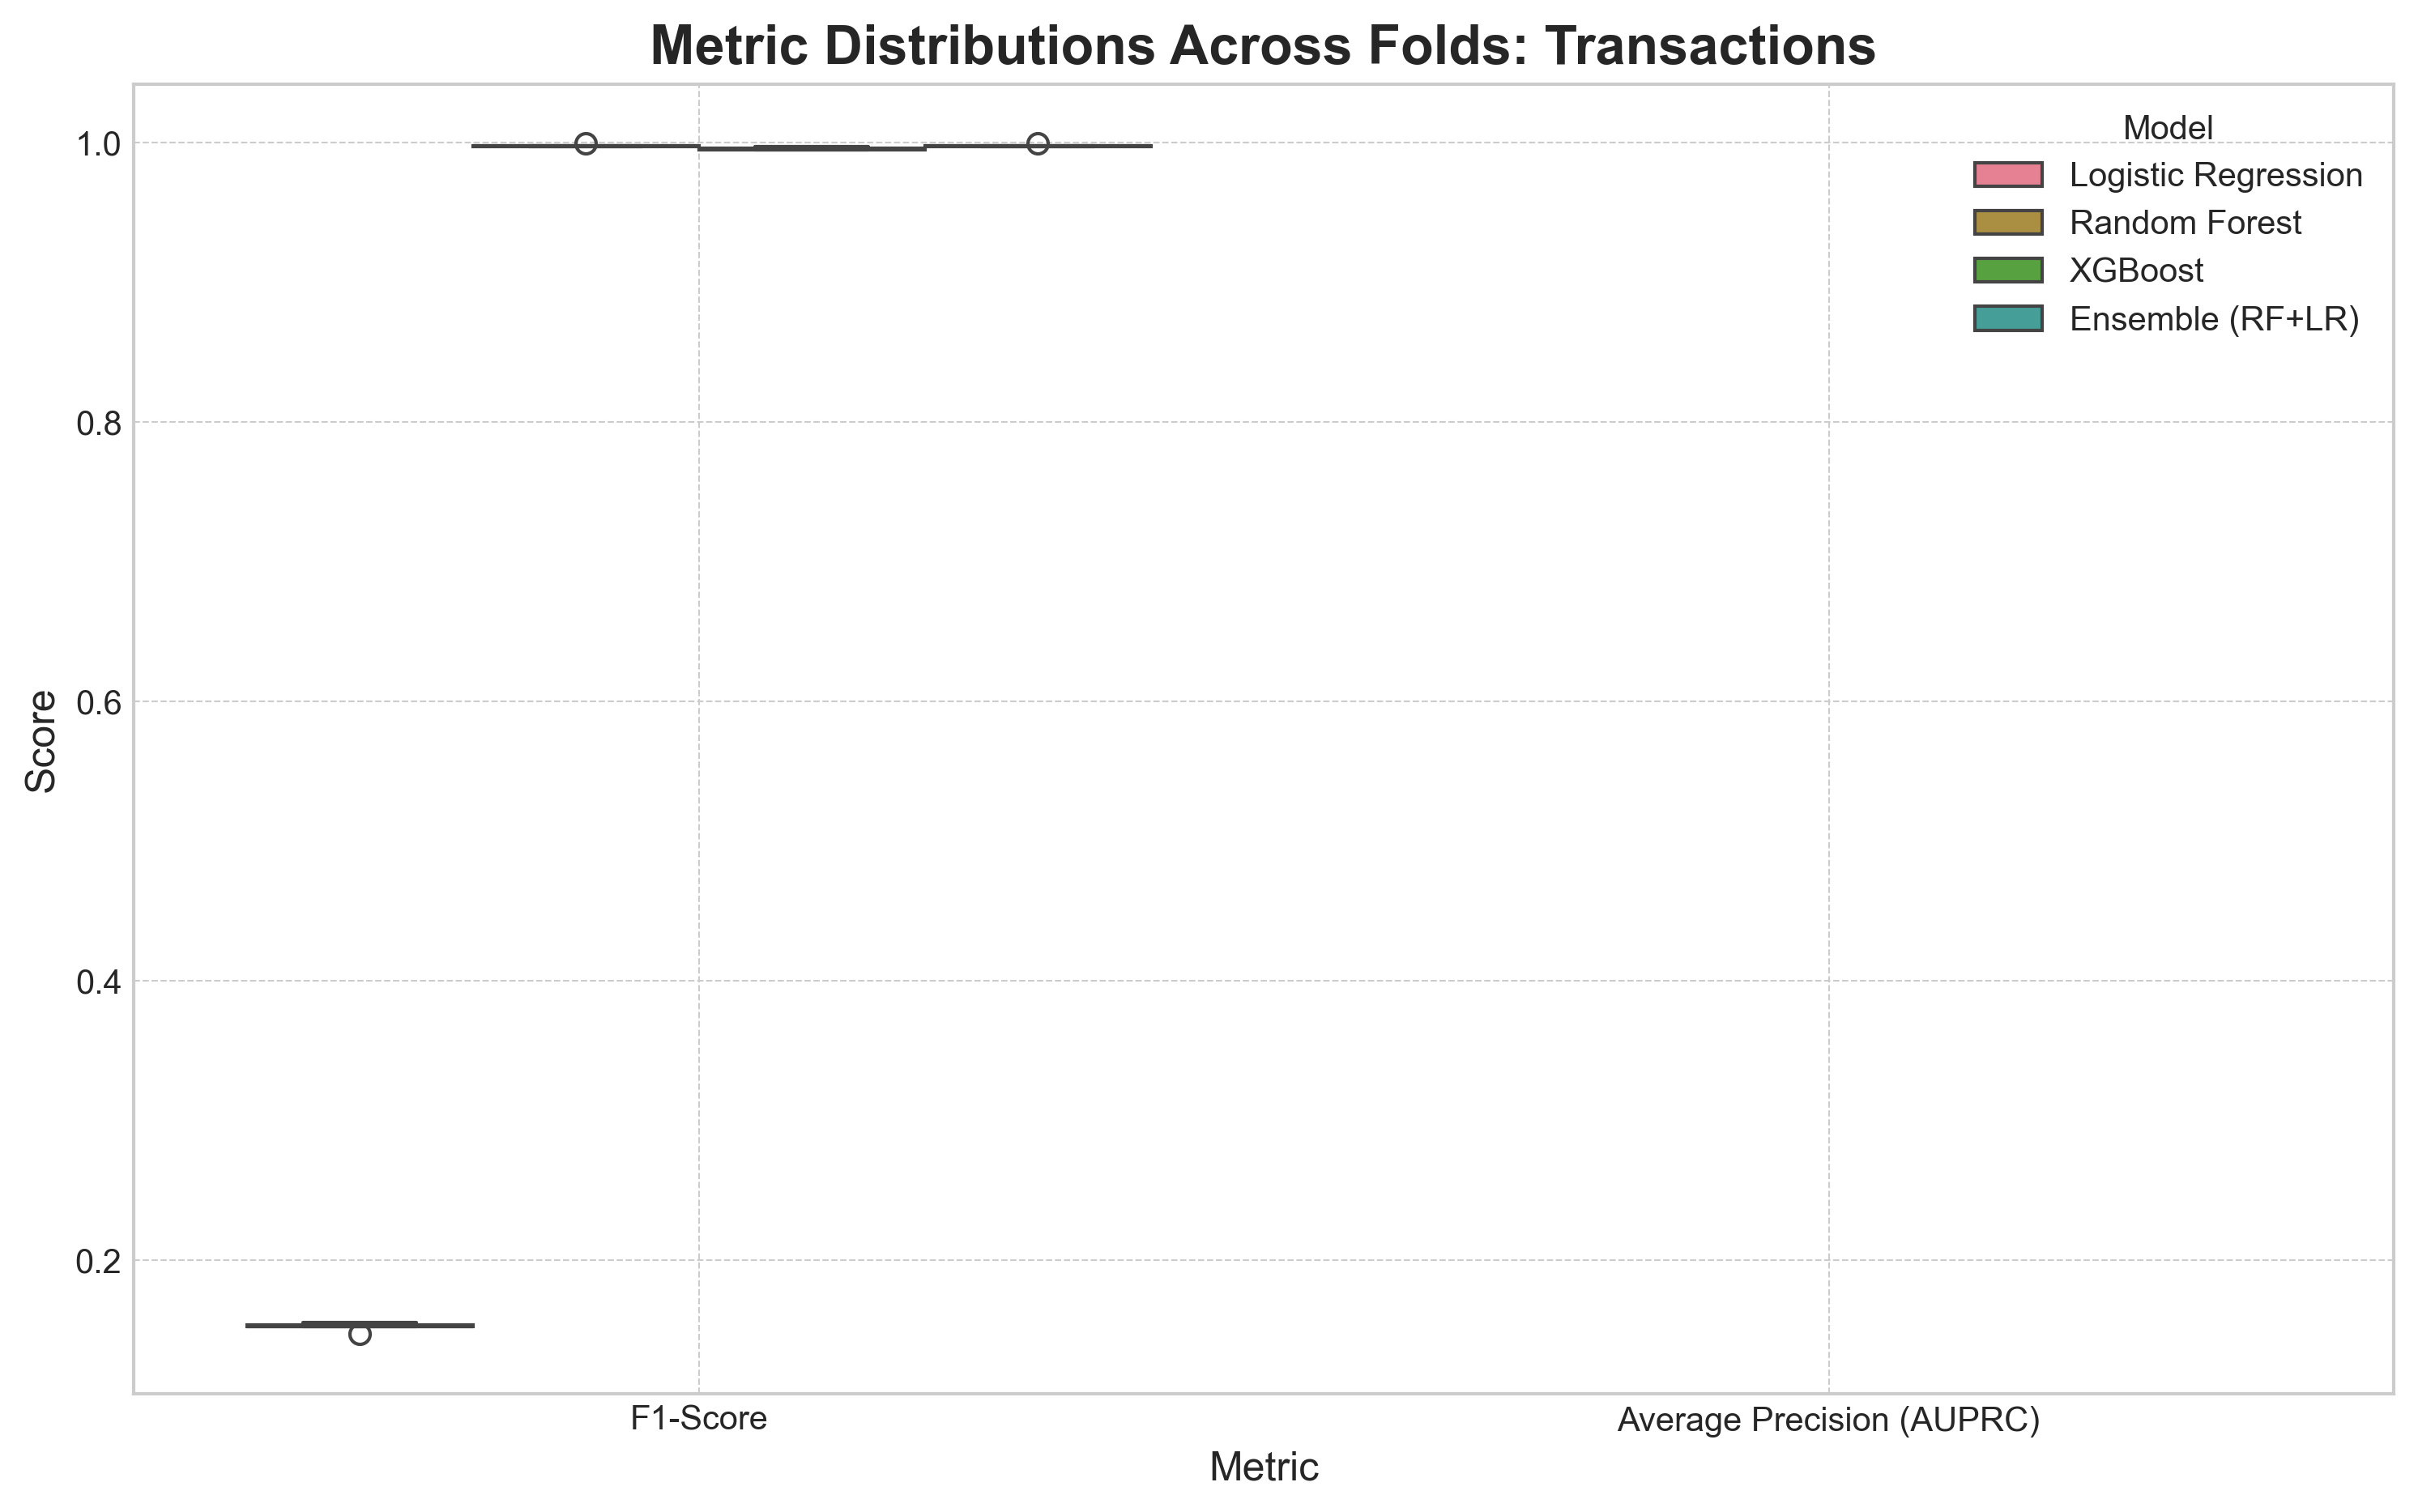 Metric Distributions Across Folds: Transactions
1.0
0.8
0.6
0.4
0.2
Score
Model
Logistic Regression
Random Forest
XGBoost
Ensemble (RF+LR)
F1-Score
Average Precision (AUPRC)
Metric